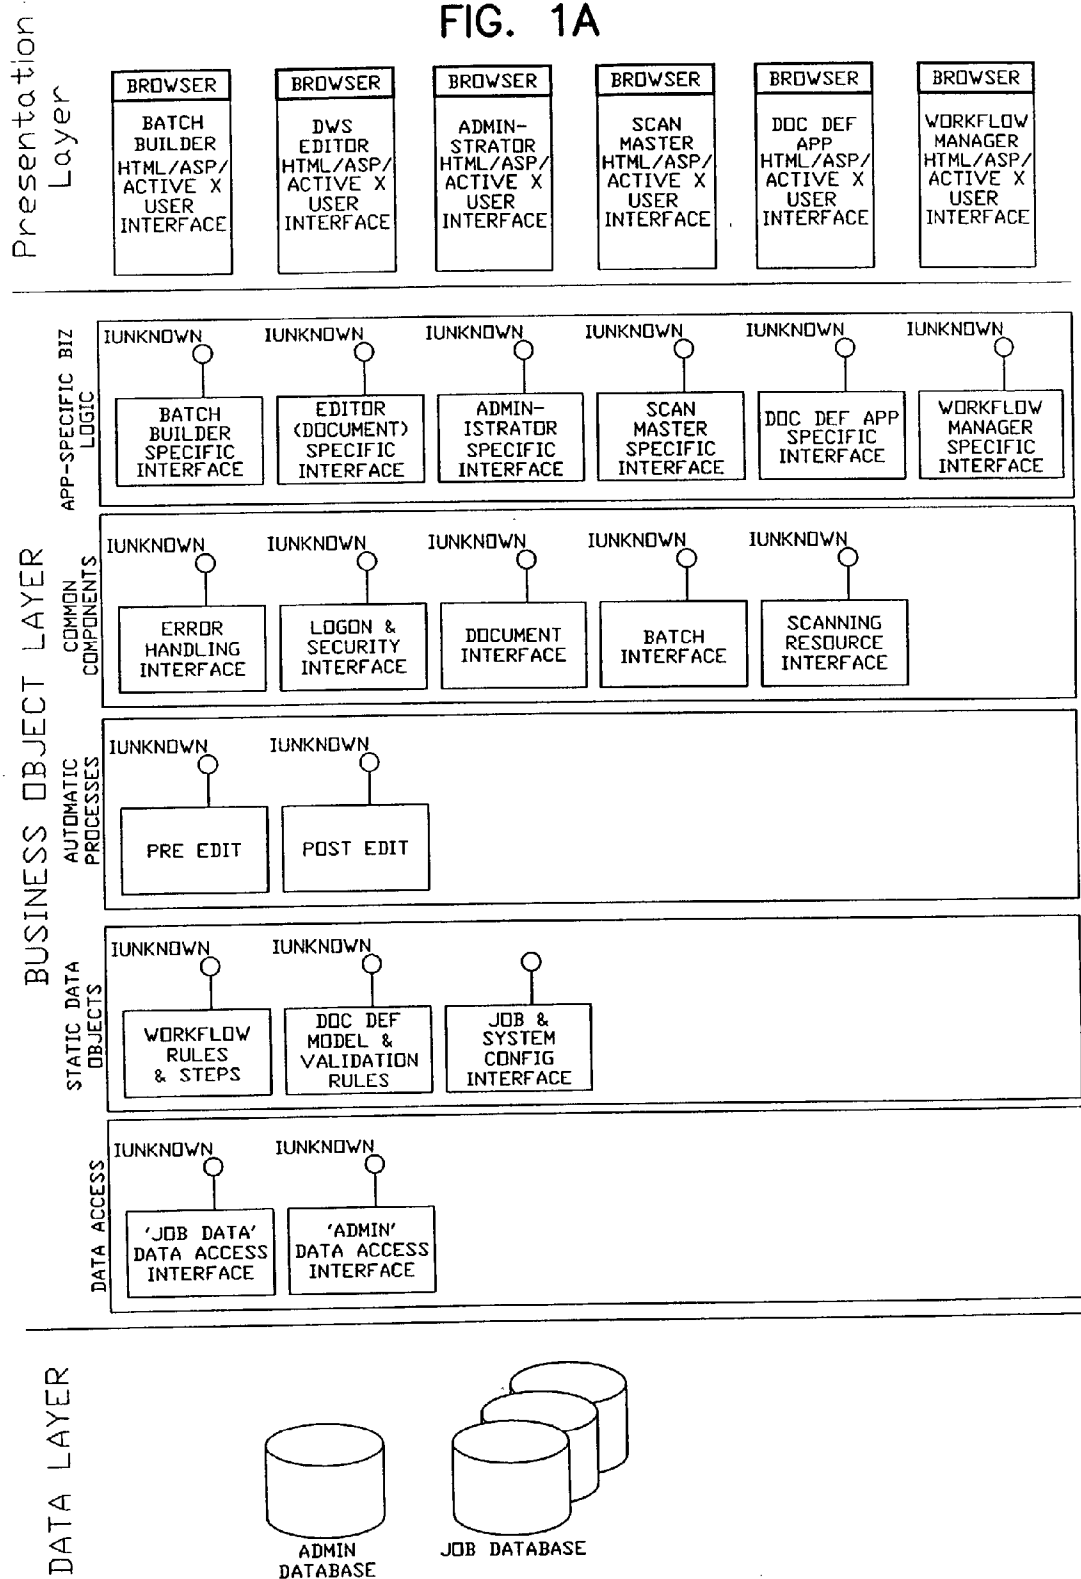 FIG. 1A
Presentation
Layer
BROWSER
BATCH
BUILDER
HTML/ASP/
ACTIVE X
USER
INTERFACE
BROWSER
DWS
EDITOR
HTML/ASP/
ACTIVE X
USER
INTERFACE
BROWSER
ADMIN-
STRATOR
HTML/ASP/
ACTIVE X
USER
INTERFACE
BROWSER
SCAN
MASTER
HTML/ASP/
ACTIVE X
USER
INTERFACE
BROWSER
DOC DEF
APP
HTML/ASP/
ACTIVE X
USER
INTERFACE
BROWSER
WORKFLOW
MANAGER
HTML/ASP/
ACTIVE X
USER
INTERFACE
BUSINESS OBJECT LAYER
APP-SPECIFIC BIZ
LOGIC
IUNKNOWN
BATCH
BUILDER
SPECIFIC
INTERFACE
IUNKNOWN
EDITOR
(DOCUMENT)
SPECIFIC
INTERFACE
IUNKNOWN
ADMIN-
ISTRATOR
SPECIFIC
INTERFACE
IUNKNOWN
SCAN
MASTER
SPECIFIC
INTERFACE
IUNKNOWN
DOC DEF APP
SPECIFIC
INTERFACE
IUNKNOWN
WORKFLOW
MANAGER
SPECIFIC
INTERFACE
COMMON
COMPONENTS
IUNKNOWN
ERROR
HANDLING
INTERFACE
IUNKNOWN
LOGON &
SECURITY
INTERFACE
IUNKNOWN
DOCUMENT
INTERFACE
IUNKNOWN
BATCH
INTERFACE
IUNKNOWN
SCANNING
RESOURCE
INTERFACE
AUTOMATIC
PROCESSES
IUNKNOWN
PRE EDIT
IUNKNOWN
POST EDIT
STATIC DATA
OBJECTS
IUNKNOWN
WORKFLOW
RULES
& STEPS
IUNKNOWN
DOC DEF
MODEL &
VALIDATION
RULES
JOB &
SYSTEM
CONFIG
INTERFACE
DATA ACCESS
IUNKNOWN
'JOB DATA'
DATA ACCESS
INTERFACE
IUNKNOWN
'ADMIN'
DATA ACCESS
INTERFACE
DATA LAYER
ADMIN
DATABASE
JOB DATABASE